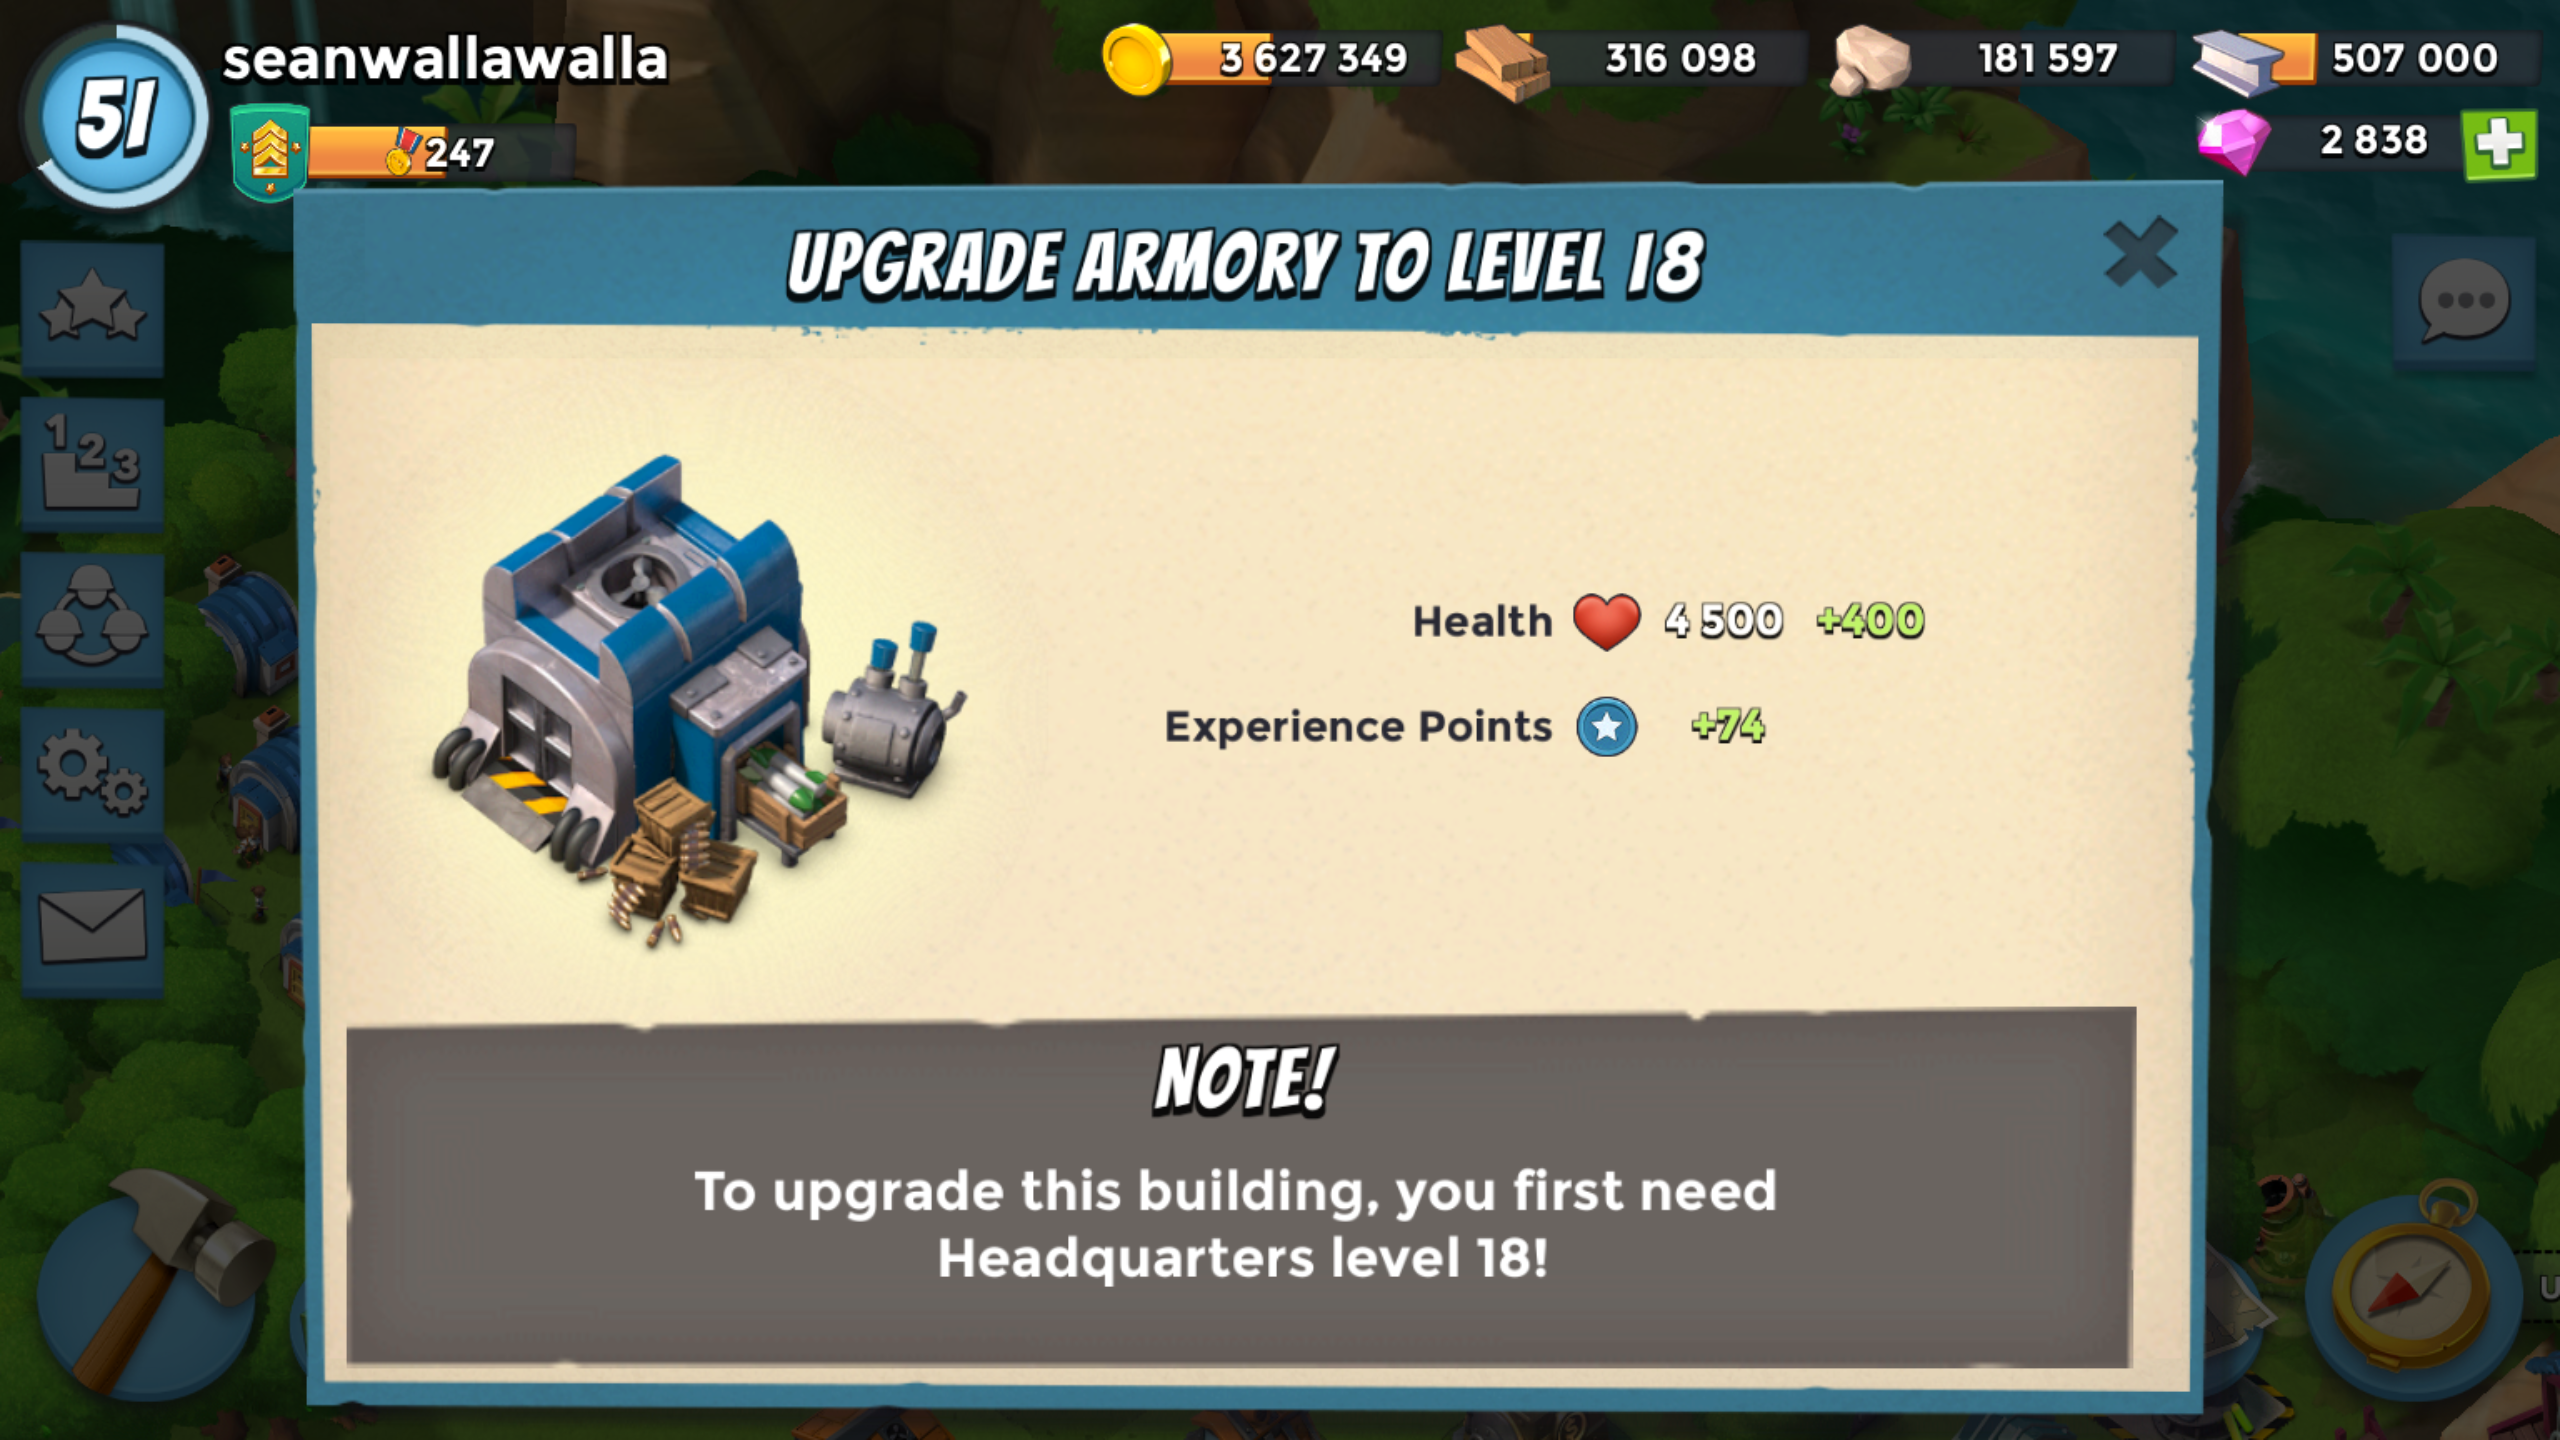 51
seanwallawalla
247
3 627 349
316 098
181 597
507 000
2 838
UPGRADE ARMORY TO LEVEL 18
1 2 3
Health 4 500 +400
Experience Points +74
NOTE!
To upgrade this building, you first need
Headquarters level 18!